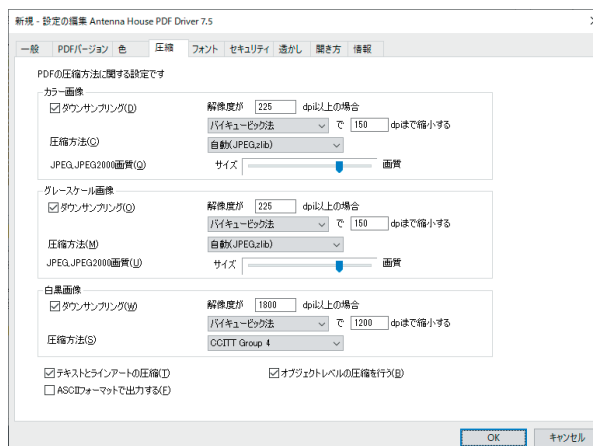 新規 - 設定の編集 Antenna House PDF Driver 7.5
一般 PDFバージョン 色 圧縮 フォント セキュリティ 透かし 開き方 情報
PDFの圧縮方法に関する設定です
カラー画像
ダウンサンプリング(D) 解像度が 225 dpi以上の場合
バイキュービック法 で 150 dpiまで縮小する
圧縮方法(C) 自動(JPEG,zlib)
JPEG,JPEG2000画質(Q) サイズ 画質
グレースケール画像
ダウンサンプリング(O) 解像度が 225 dpi以上の場合
バイキュービック法 で 150 dpiまで縮小する
圧縮方法(M) 自動(JPEG,zlib)
JPEG,JPEG2000画質(U) サイズ 画質
白黒画像
ダウンサンプリング(W) 解像度が 1800 dpi以上の場合
バイキュービック法 で 1200 dpiまで縮小する
圧縮方法(S) CCITT Group 4
テキストとラインアートの圧縮(T) オブジェクトレベルの圧縮を行う(B)
ASCIIフォーマットで出力する(F)
OK キャンセル